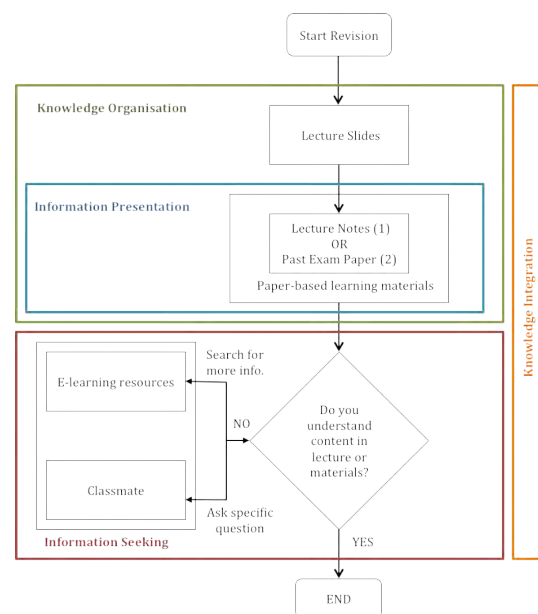 Start Revision
Knowledge Organisation
Lecture Slides
Information Presentation
Lecture Notes (1)
OR
Past Exam Paper (2)
Paper-based learning materials
Knowledge Integration
Search for
more info.
E-learning resources
NO
Do you
understand
content in
lecture or
materials?
Classmate
Ask specific
question
Information Seeking
YES
END